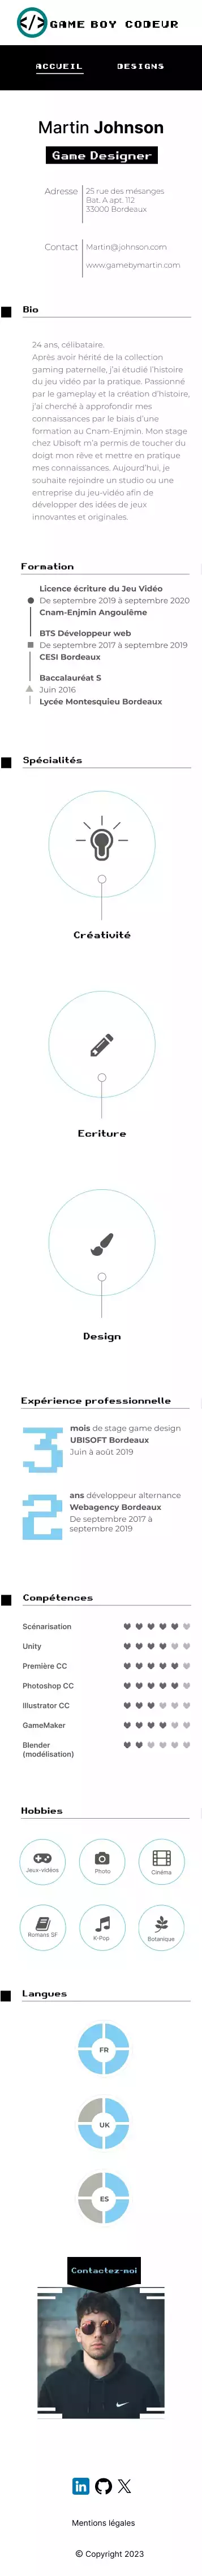 </> GAME BOY CODEUR
ACCUEIL DESIGNS
Martin Johnson
Game Designer
Adresse 25 rue des mésanges
Bat. A apt. 112
33000 Bordeaux
Contact Martin@johnson.com
www.gamebymartin.com
Bio
24 ans, célibataire.
Après avoir hérité de la collection
gaming paternelle, j'ai étudié l'histoire
du jeu vidéo par la pratique. Passionné
par le gameplay et la création d'histoire,
j'ai cherché à approfondir mes
connaissances par le biais d'une
formation au Cnam-Enjmin. Mon stage
chez Ubisoft m'a permis de toucher du
doigt mon rêve et mettre en pratique
mes connaissances. Aujourd'hui, je
souhaite rejoindre un studio ou une
entreprise du jeu-vidéo afin de
développer des idées de jeux
innovantes et originales.
Formation
Licence écriture du Jeu Vidéo
De septembre 2019 à septembre 2020
Cnam-Enjmin Angoulême
BTS Développeur web
De septembre 2017 à septembre 2019
CESI Bordeaux
Baccalauréat S
Juin 2016
Lycée Montesquieu Bordeaux
Spécialités
Créativité
Ecriture
Design
Expérience professionnelle
3 mois de stage game design
UBISOFT Bordeaux
Juin à août 2019
2 ans développeur alternance
Webagency Bordeaux
De septembre 2017 à
septembre 2019
Compétences
Scénarisation
Unity
Première CC
Photoshop CC
Illustrator CC
GameMaker
Blender
(modélisation)
Hobbies
Jeux-vidéos Photo Cinéma
Romans SF K-Pop Botanique
Langues
FR
UK
ES
Contactez-moi
in X
Mentions légales
© Copyright 2023